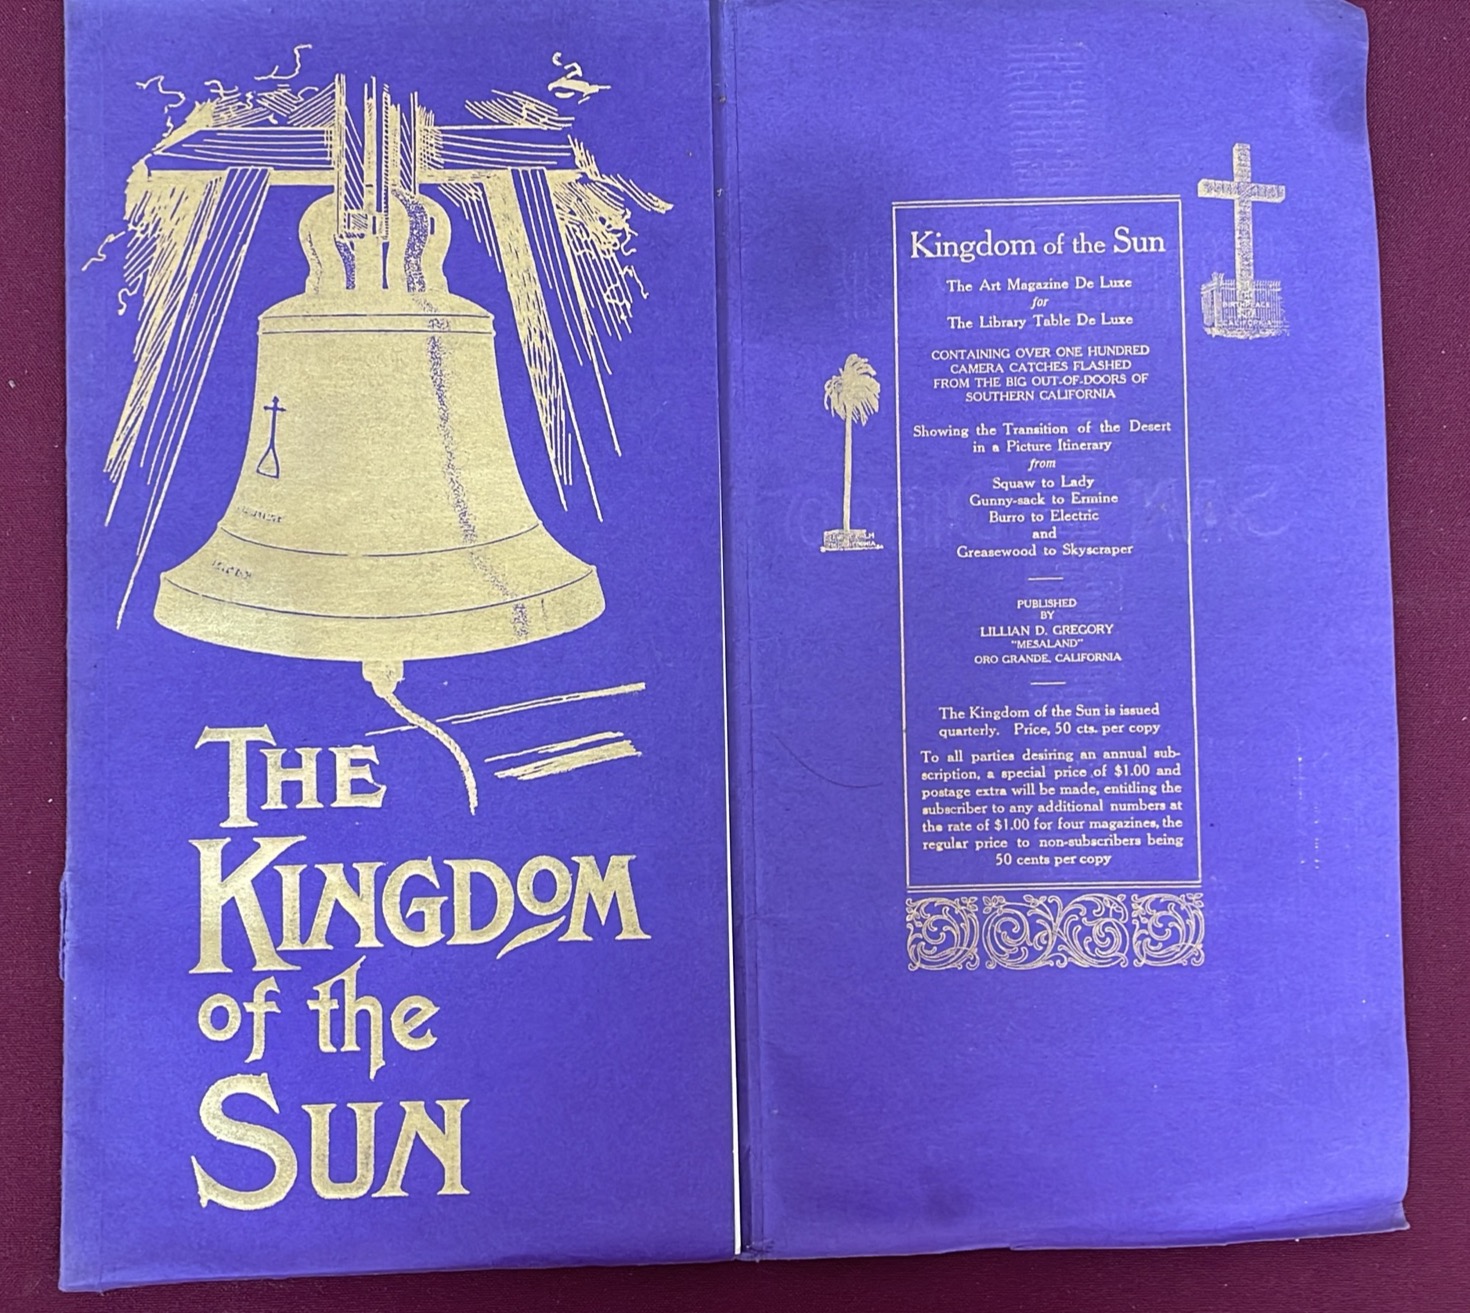 THE
KINGDOM
of the
SUN
Kingdom of the Sun
The Art Magazine De Luxe
for
The Library Table De Luxe
CONTAINING OVER ONE HUNDRED
CAMERA CATCHES FLASHED
FROM THE BIG OUT-OF-DOORS OF
SOUTHERN CALIFORNIA
Showing the Transition of the Desert
in a Picture Itinerary
from
Squaw to Lady
Gunny-sack to Ermine
Burro to Electric
and
Greasewood to Skyscraper
PUBLISHED
BY
LILLIAN D. GREGORY
"MESALAND"
ORO GRANDE, CALIFORNIA
The Kingdom of the Sun is issued
quarterly. Price, 50 cts. per copy
To all parties desiring an annual sub-
scription, a special price of $1.00 and
postage extra will be made, entitling the
subscriber to any additional numbers at
the rate of $1.00 for four magazines, the
regular price to non-subscribers being
50 cents per copy
BIRTHPLACE